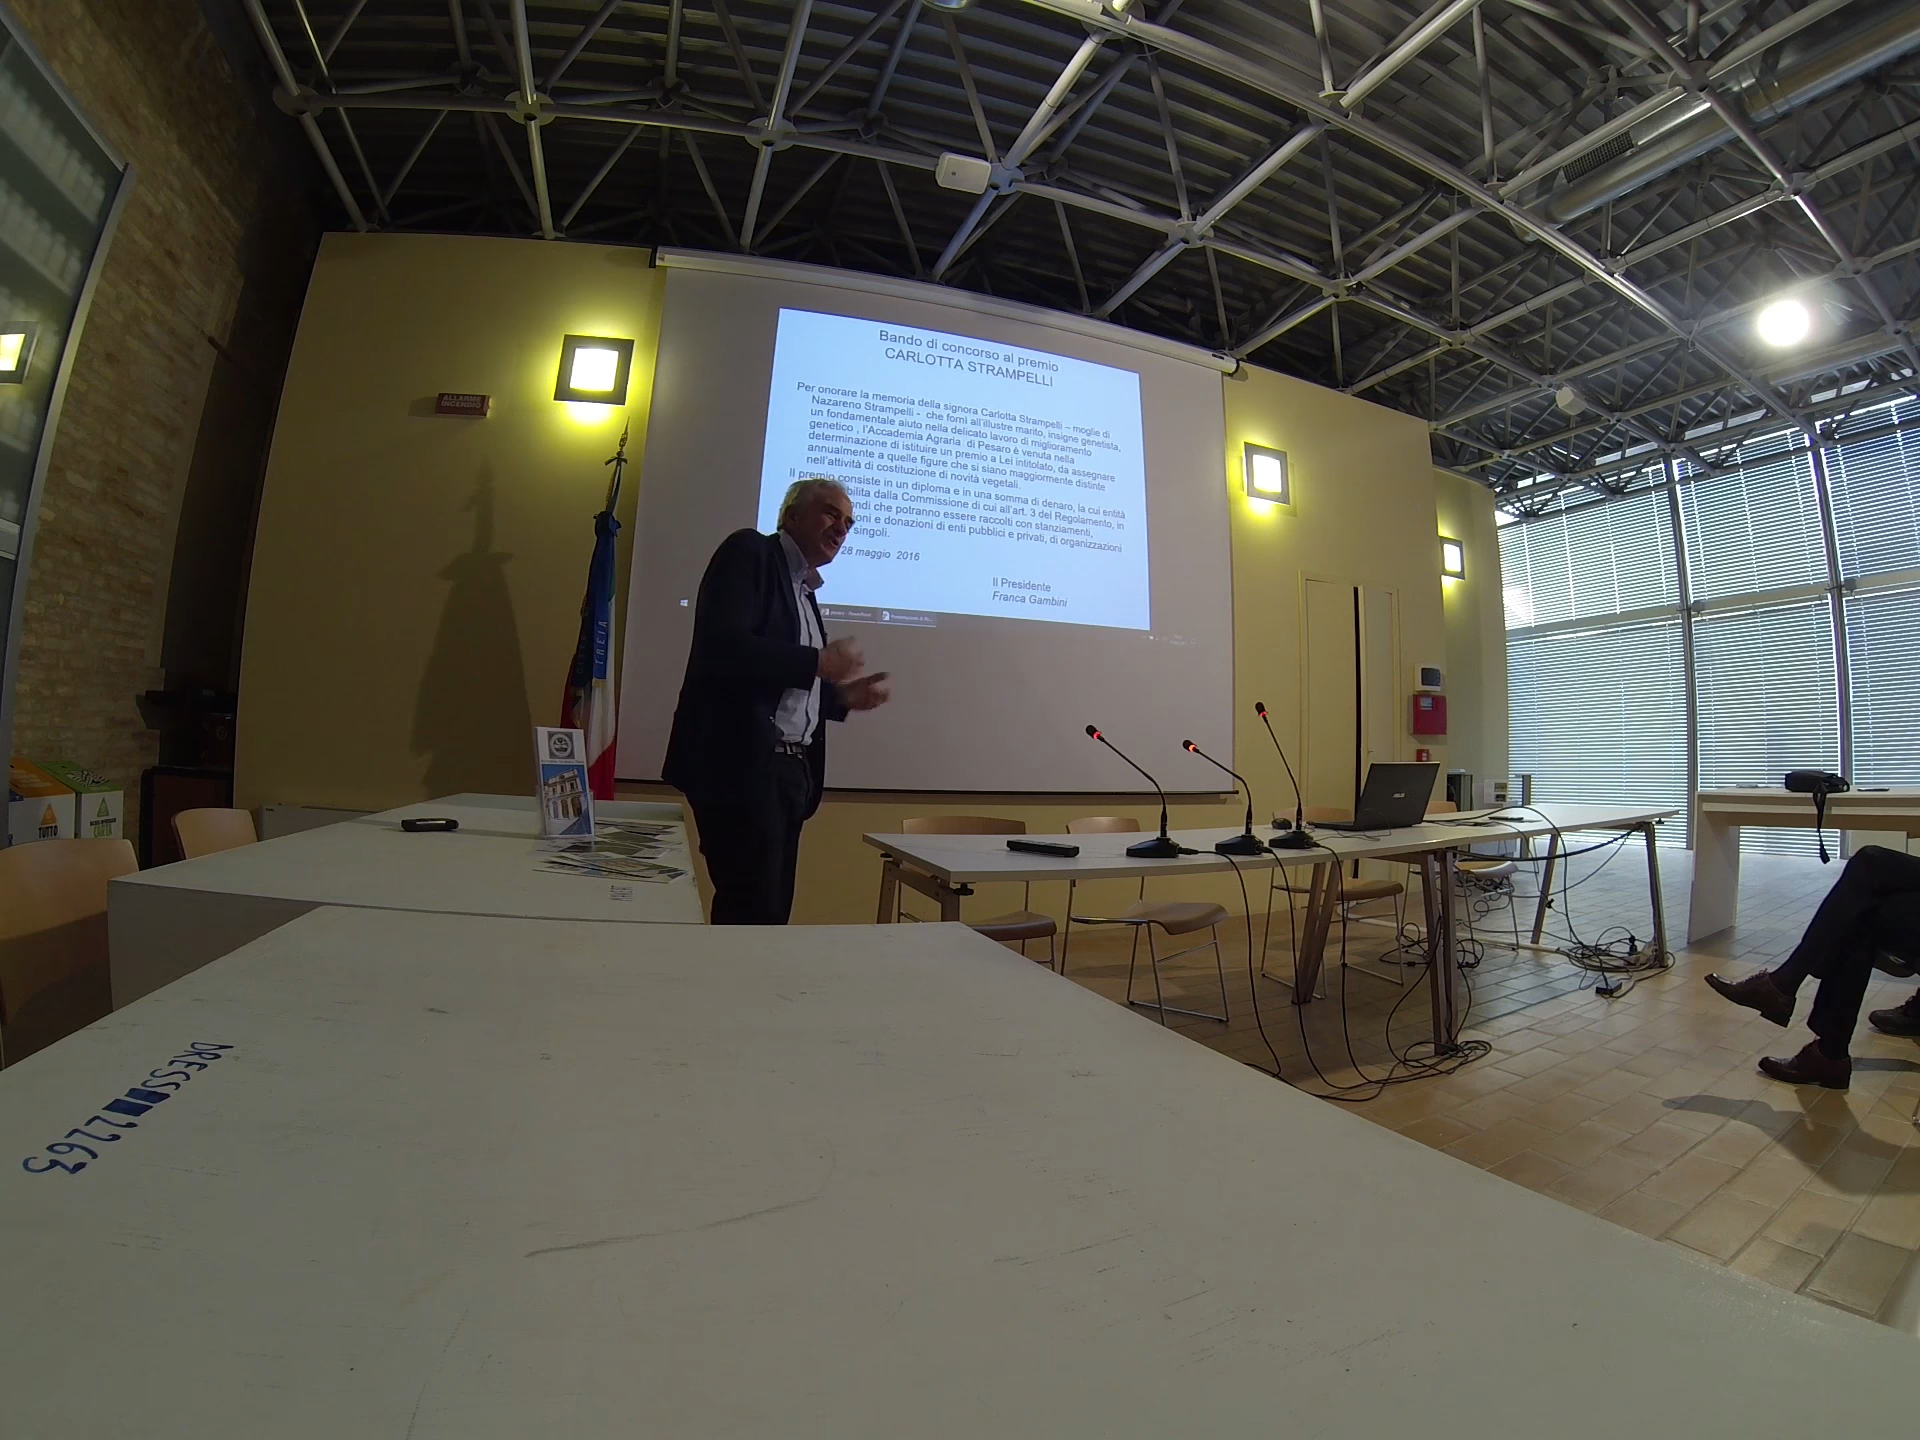 Bando di concorso al premio
CARLOTTA STRAMPELLI
Per onorare la memoria della signora Carlotta Strampelli – moglie di
Nazareno Strampelli - che fornì all'illustre marito, insigne genetista,
un fondamentale aiuto nella delicato lavoro di miglioramento
genetico , l'Accademia Agraria di Pesaro è venuta nella
determinazione di istituire un premio a Lei intitolato, da assegnare
annualmente a quelle figure che si siano maggiormente distinte
nell'attività di costituzione di novità vegetali.
Il premio consiste in un diploma e in una somma di denaro, la cui entità
dalla Commissione di cui all'art. 3 del Regolamento, in
che potranno essere raccolti con stanziamenti,
e donazioni di enti pubblici e privati, di organizzazioni
singoli.
28 maggio 2016
Il Presidente
Franca Gambini
ALLARME
INCENDIO
TREIA
TUTTO
CARTA
ASUS
DRESS 2263